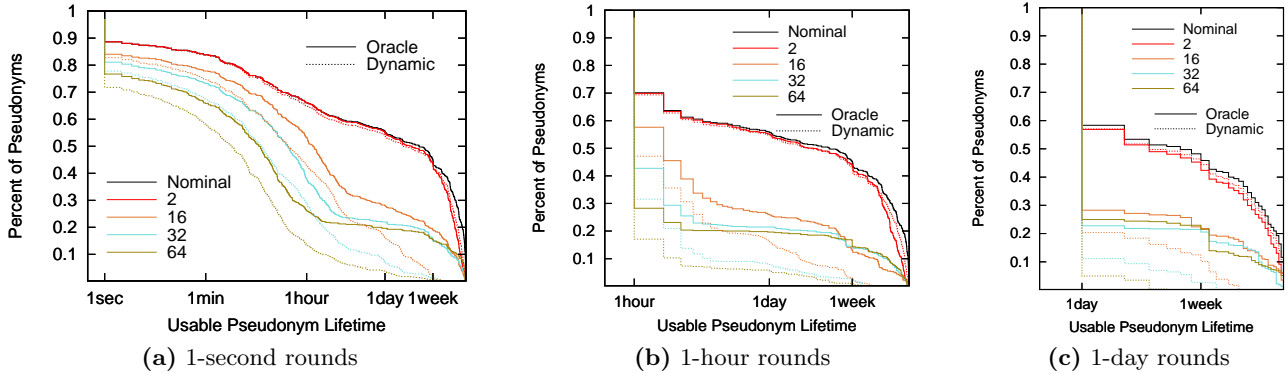 1
0.9
0.8
0.7
0.6
0.5
0.4
0.3
0.2
0.1
Percent of Pseudonyms
Oracle
Dynamic
Nominal
2
16
32
64
1sec 1min 1hour 1day 1week
Usable Pseudonym Lifetime
(a) 1-second rounds
1
0.9
0.8
0.7
0.6
0.5
0.4
0.3
0.2
0.1
Percent of Pseudonyms
Nominal
2
16
32
64
Oracle
Dynamic
1hour 1day 1week
Usable Pseudonym Lifetime
(b) 1-hour rounds
1
0.9
0.8
0.7
0.6
0.5
0.4
0.3
0.2
0.1
Percent of Pseudonyms
Nominal
2
16
32
64
Oracle
Dynamic
1day 1week
Usable Pseudonym Lifetime
(c) 1-day rounds